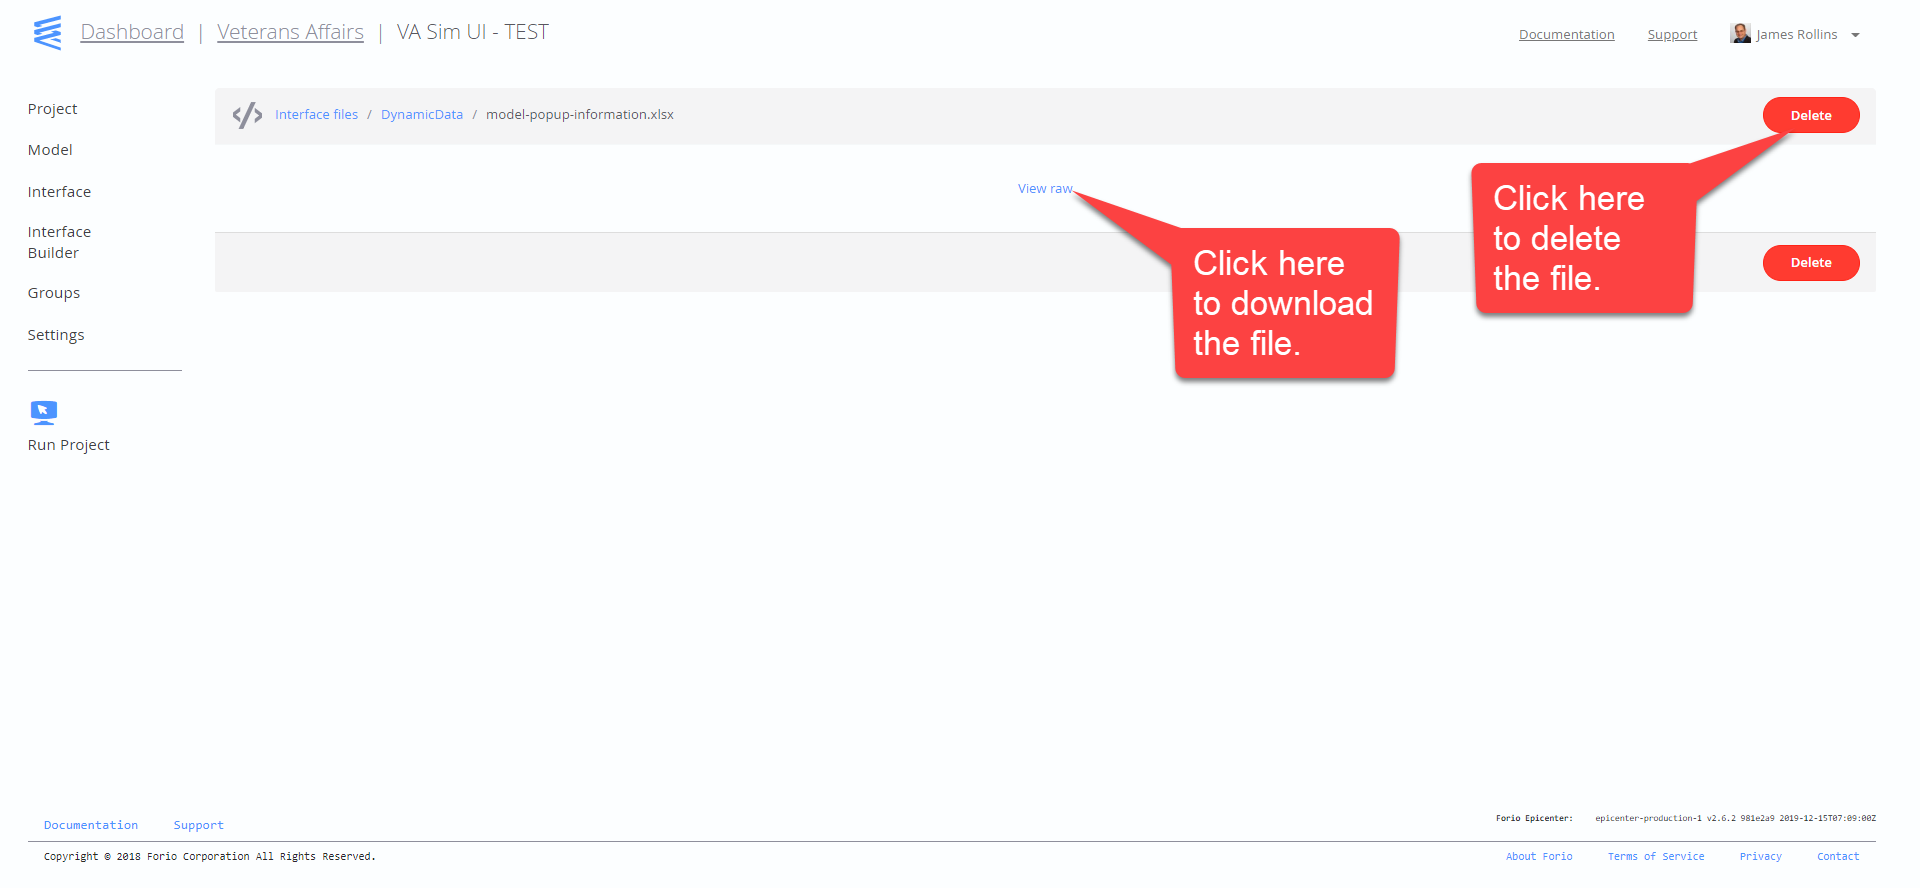 Dashboard | Veterans Affairs | VA Sim UI - TEST
Documentation Support James Rollins
Project
Model
Interface
Interface
Builder
Groups
Settings
Run Project
</> Interface files / DynamicData / model-popup-information.xlsx
Delete
View raw
Click here
to download
the file.
Click here
to delete
the file.
Delete
Documentation Support
Forio Epicenter: epicenter-production-1 v2.6.2 981e2a9 2019-12-15T07:09:00Z
Copyright © 2018 Forio Corporation All Rights Reserved.
About Forio Terms of Service Privacy Contact